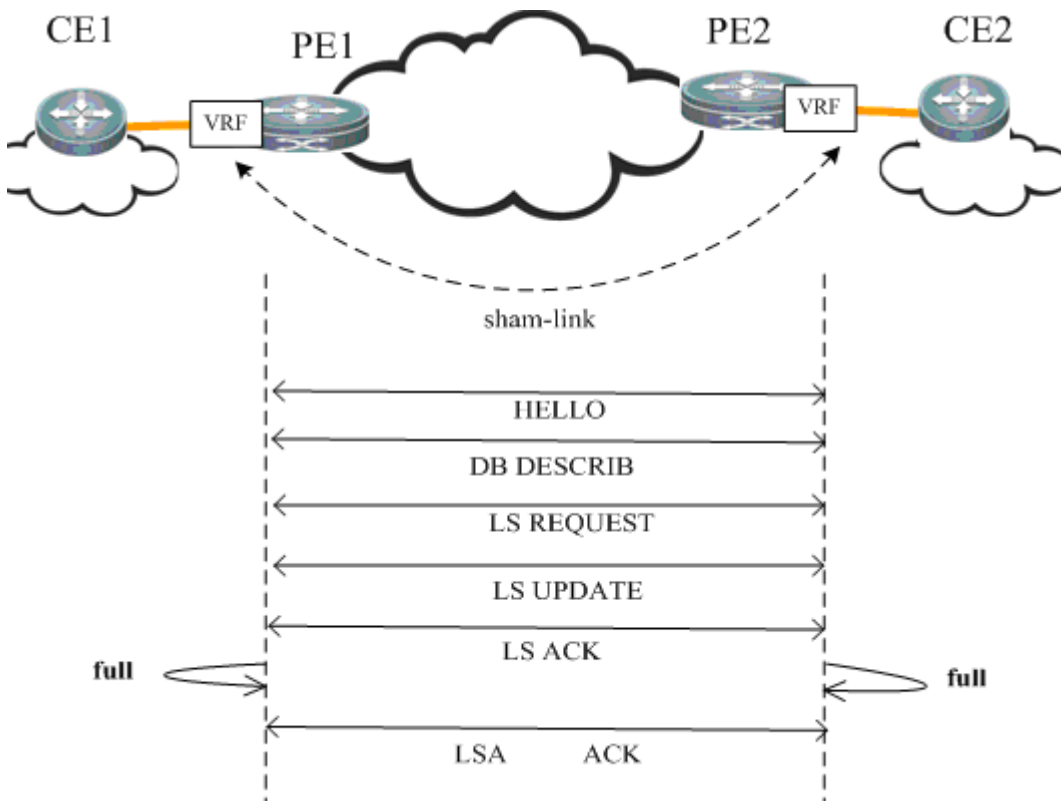 CE1
PE1
PE2
CE2
VRF
VRF
sham-link
HELLO
DB DESCRIB
LS REQUEST
LS UPDATE
LS ACK
full
full
LSA ACK